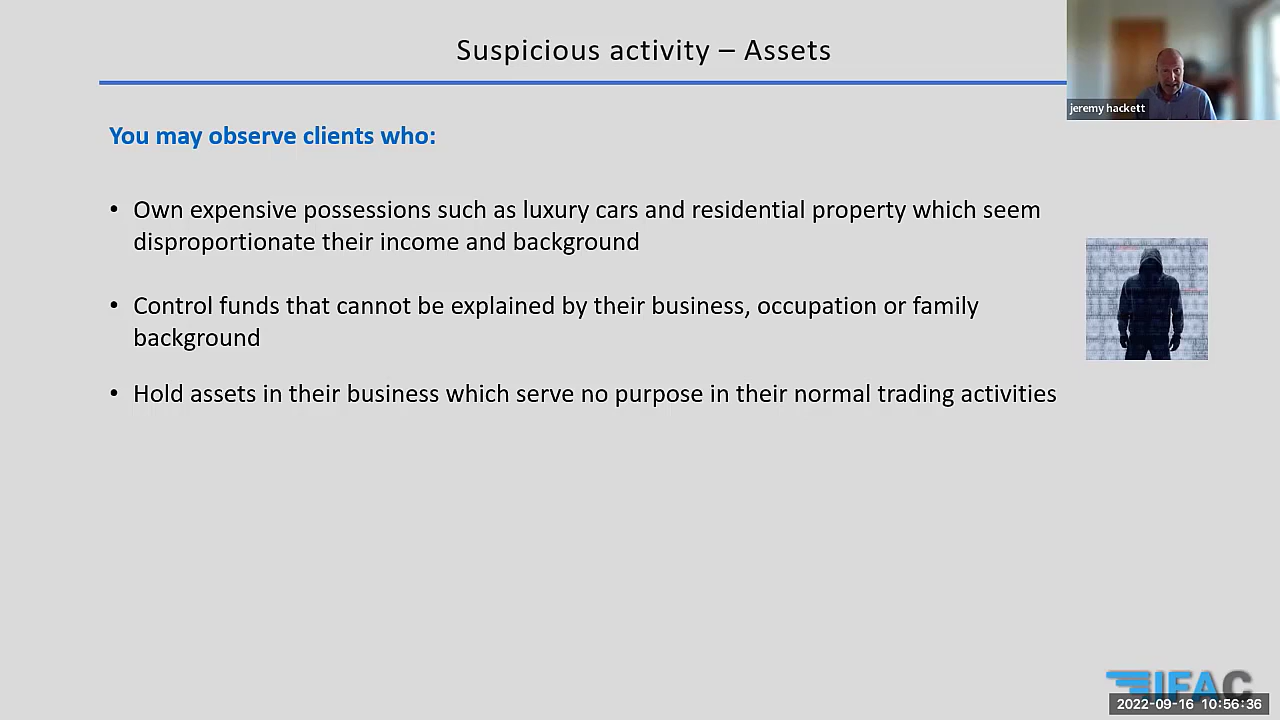 Suspicious activity – Assets
jeremy hackett
You may observe clients who:
• Own expensive possessions such as luxury cars and residential property which seem
disproportionate their income and background
• Control funds that cannot be explained by their business, occupation or family
background
• Hold assets in their business which serve no purpose in their normal trading activities
IFAC
2022-09-16 10:56:36